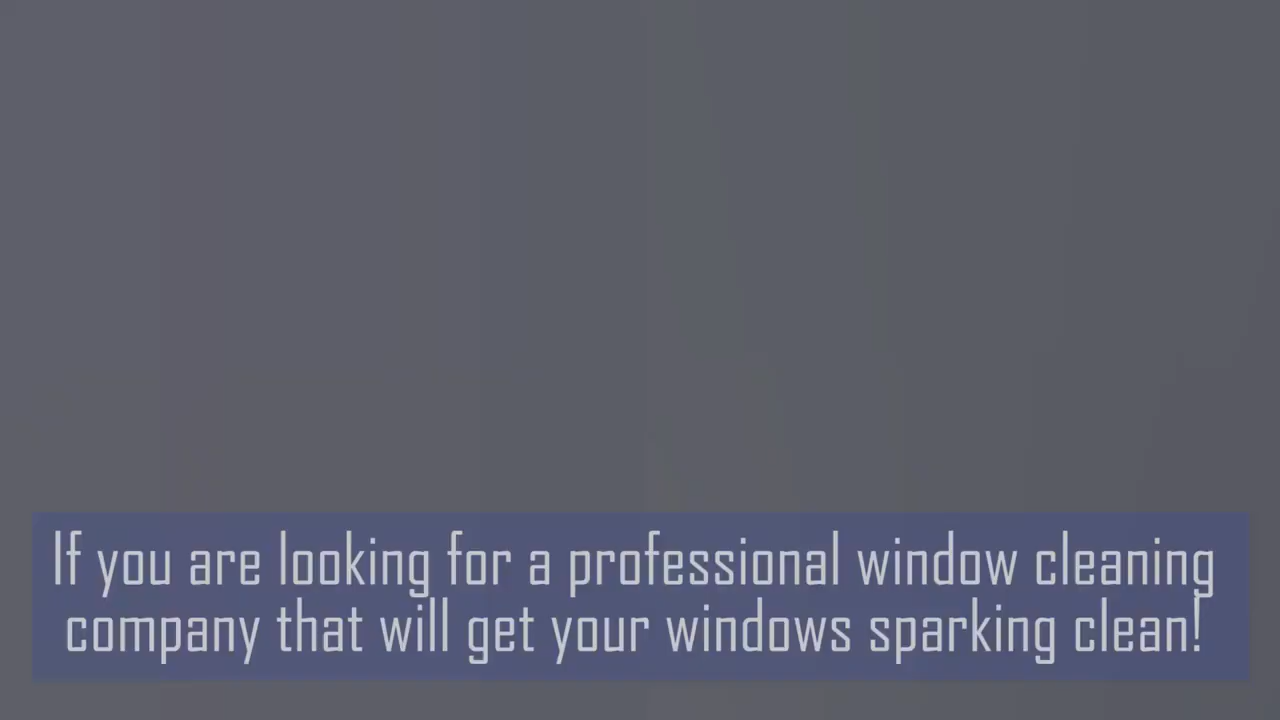 If you are looking for a professional window cleaning
company that will get your windows sparking clean!